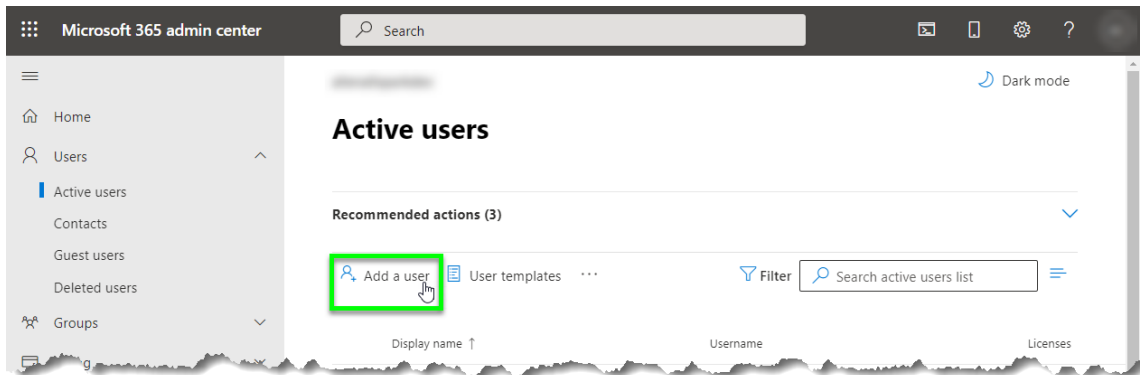 Microsoft 365 admin center
Search
?
Dark mode
Home
Users
Active users
Contacts
Guest users
Deleted users
Groups
Active users
Recommended actions (3)
Add a user
User templates
...
Filter
Search active users list
Display name ↑
Username
Licenses